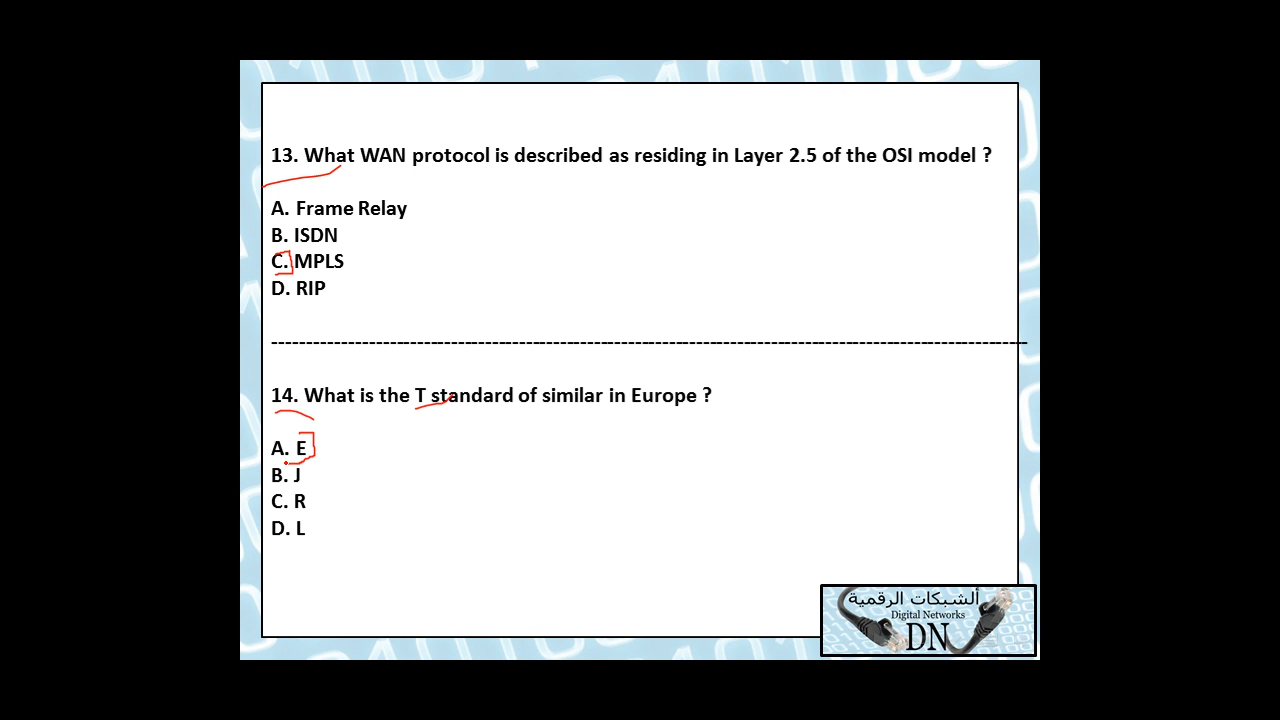 13. What WAN protocol is described as residing in Layer 2.5 of the OSI model ?
A. Frame Relay
B. ISDN
C. MPLS
D. RIP
--------------------------------------------------------------------------------------------------------------
14. What is the T standard of similar in Europe ?
A. E
B. J
C. R
D. L
ألشبكات الرقمية
Digital Networks
DN